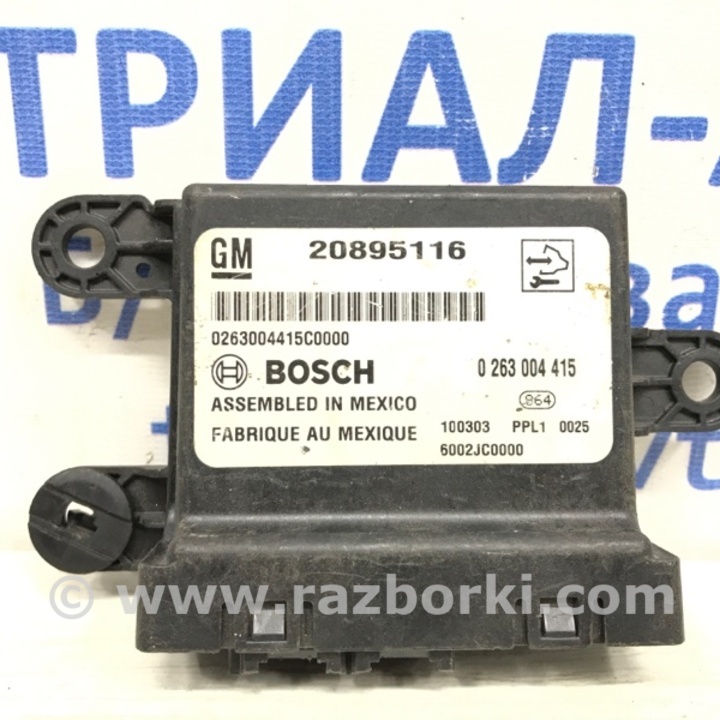 ТРИАЛ-
GM 20895116
0263004415C0000
BOSCH 0 263 004 415
ASSEMBLED IN MEXICO 864
FABRIQUE AU MEXIQUE 100303 PPL1 0025
6002JC0000
© www.razborki.com